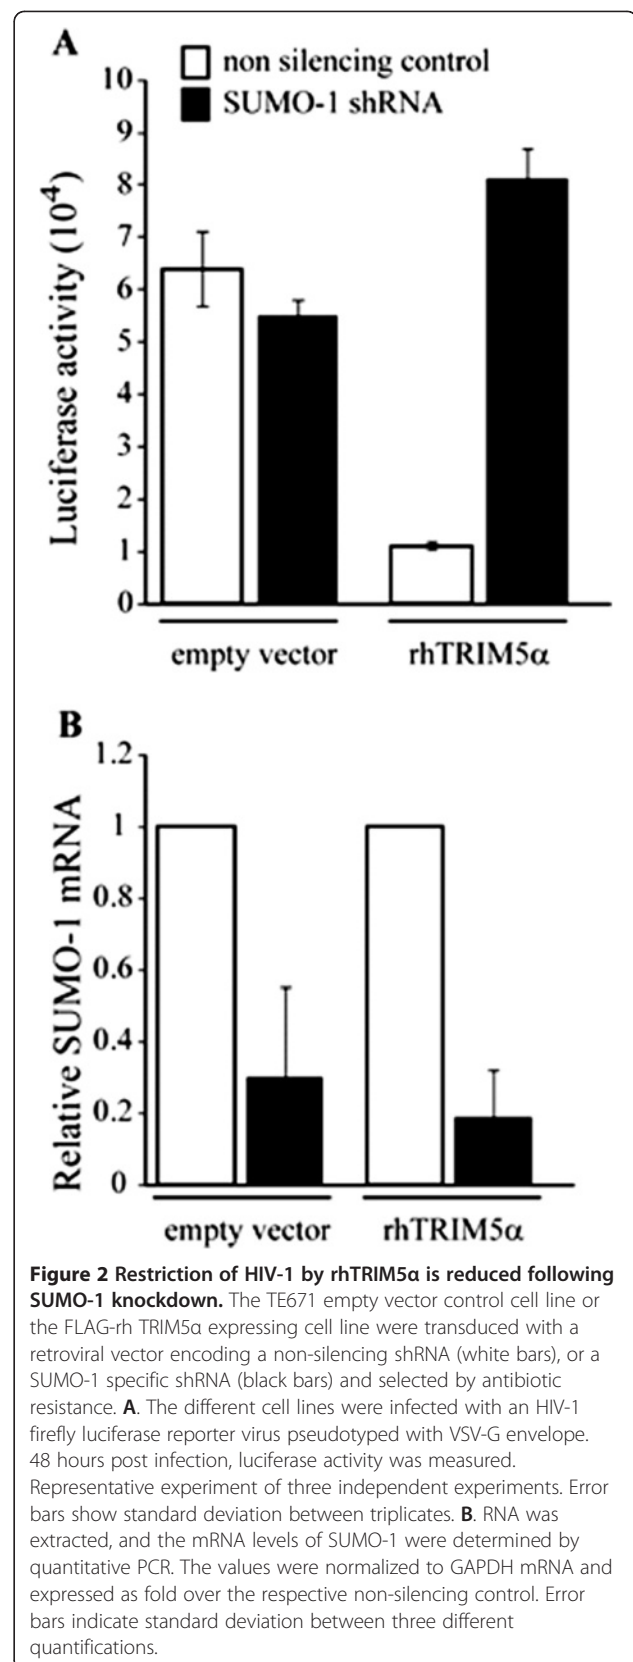 A
non silencing control
SUMO-1 shRNA
Luciferase activity (10⁴)
10
9
8
7
6
5
4
3
2
1
0
empty vector
rhTRIM5α
B
Relative SUMO-1 mRNA
1.2
1
0.8
0.6
0.4
0.2
0
empty vector
rhTRIM5α
Figure 2 Restriction of HIV-1 by rhTRIM5α is reduced following
SUMO-1 knockdown. The TE671 empty vector control cell line or
the FLAG-rh TRIM5α expressing cell line were transduced with a
retroviral vector encoding a non-silencing shRNA (white bars), or a
SUMO-1 specific shRNA (black bars) and selected by antibiotic
resistance. A. The different cell lines were infected with an HIV-1
firefly luciferase reporter virus pseudotyped with VSV-G envelope.
48 hours post infection, luciferase activity was measured.
Representative experiment of three independent experiments. Error
bars show standard deviation between triplicates. B. RNA was
extracted, and the mRNA levels of SUMO-1 were determined by
quantitative PCR. The values were normalized to GAPDH mRNA and
expressed as fold over the respective non-silencing control. Error
bars indicate standard deviation between three different
quantifications.